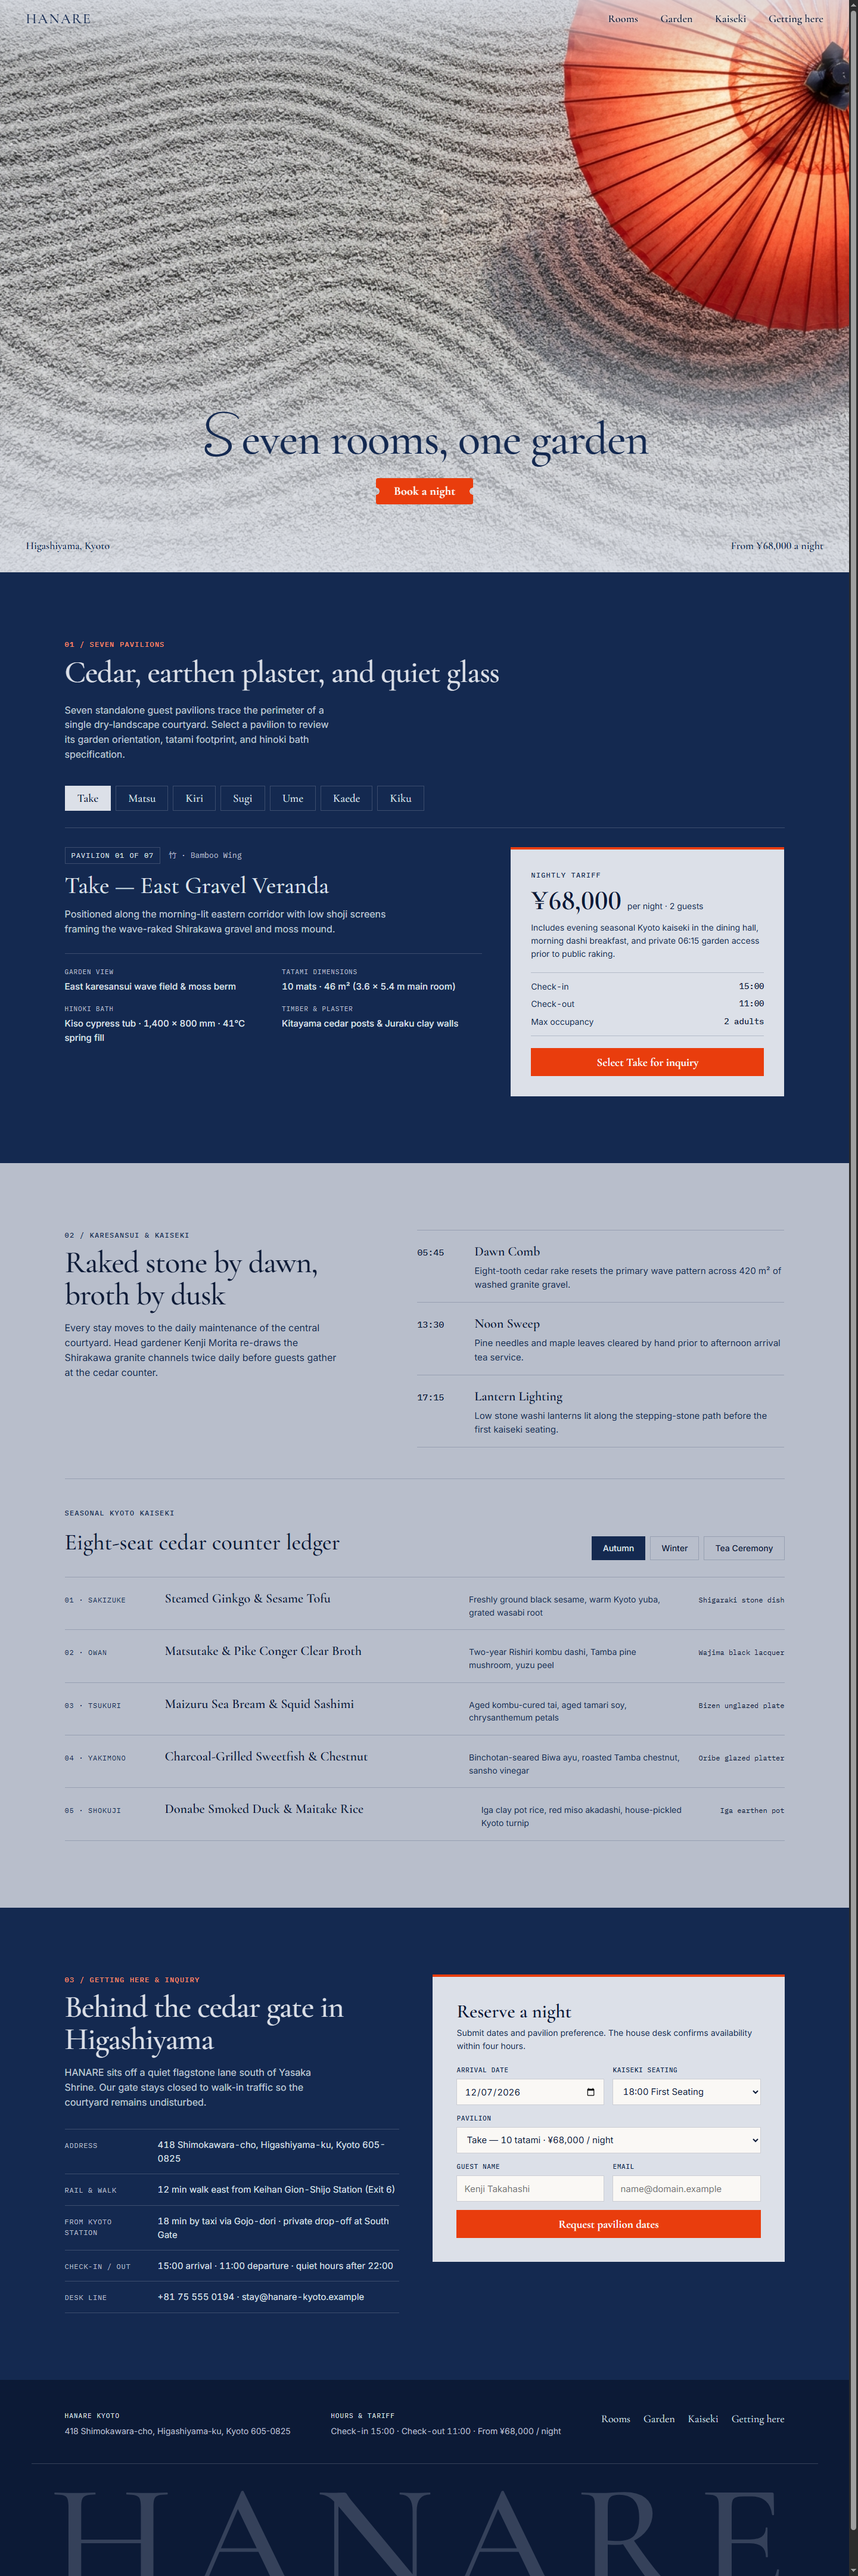 HANARE
Rooms Garden Kaiseki Getting here
Seven rooms, one garden
Book a night
Higashiyama, Kyoto
From ¥68,000 a night
01 / SEVEN PAVILIONS
Cedar, earthen plaster, and quiet glass
Seven standalone guest pavilions trace the perimeter of a
single dry-landscape courtyard. Select a pavilion to review
its garden orientation, tatami footprint, and hinoki bath
specification.
Take Matsu Kiri Sugi Ume Kaede Kiku
PAVILION 01 OF 07
竹 · Bamboo Wing
Take — East Gravel Veranda
Positioned along the morning-lit eastern corridor with low shoji screens
framing the wave-raked Shirakawa gravel and moss mound.
GARDEN VIEW
East karesansui wave field & moss berm
TATAMI DIMENSIONS
10 mats · 46 m² (3.6 × 5.4 m main room)
HINOKI BATH
Kiso cypress tub · 1,400 × 800 mm · 41°C
spring fill
TIMBER & PLASTER
Kitayama cedar posts & Juraku clay walls
NIGHTLY TARIFF
¥68,000 per night · 2 guests
Includes evening seasonal Kyoto kaiseki in the dining hall,
morning dashi breakfast, and private 06:15 garden access
prior to public raking.
Check-in 15:00
Check-out 11:00
Max occupancy 2 adults
Select Take for inquiry
02 / KARESANSUI & KAISEKI
Raked stone by dawn,
broth by dusk
Every stay moves to the daily maintenance of the central
courtyard. Head gardener Kenji Morita re-draws the
Shirakawa granite channels twice daily before guests gather
at the cedar counter.
05:45 Dawn Comb
Eight-tooth cedar rake resets the primary wave pattern across 420 m² of
washed granite gravel.
13:30 Noon Sweep
Pine needles and maple leaves cleared by hand prior to afternoon arrival
tea service.
17:15 Lantern Lighting
Low stone washi lanterns lit along the stepping-stone path before the
first kaiseki seating.
SEASONAL KYOTO KAISEKI
Eight-seat cedar counter ledger
Autumn Winter Tea Ceremony
01 · SAKIZUKE Steamed Ginkgo & Sesame Tofu
Freshly ground black sesame, warm Kyoto yuba,
grated wasabi root
Shigaraki stone dish
02 · OWAN Matsutake & Pike Conger Clear Broth
Two-year Rishiri kombu dashi, Tamba pine
mushroom, yuzu peel
Wajima black lacquer
03 · TSUKURI Maizuru Sea Bream & Squid Sashimi
Aged kombu-cured tai, aged tamari soy,
chrysanthemum petals
Bizen unglazed plate
04 · YAKIMONO Charcoal-Grilled Sweetfish & Chestnut
Binchotan-seared Biwa ayu, roasted Tamba chestnut,
sansho vinegar
Oribe glazed platter
05 · SHOKUJI Donabe Smoked Duck & Maitake Rice
Iga clay pot rice, red miso akadashi, house-pickled
Kyoto turnip
Iga earthen pot
03 / GETTING HERE & INQUIRY
Behind the cedar gate in
Higashiyama
HANARE sits off a quiet flagstone lane south of Yasaka
Shrine. Our gate stays closed to walk-in traffic so the
courtyard remains undisturbed.
ADDRESS 418 Shimokawara-cho, Higashiyama-ku, Kyoto 605-
0825
RAIL & WALK 12 min walk east from Keihan Gion-Shijo Station (Exit 6)
FROM KYOTO
STATION
18 min by taxi via Gojo-dori · private drop-off at South
Gate
CHECK-IN / OUT 15:00 arrival · 11:00 departure · quiet hours after 22:00
DESK LINE +81 75 555 0194 · stay@hanare-kyoto.example
Reserve a night
Submit dates and pavilion preference. The house desk confirms availability
within four hours.
ARRIVAL DATE
12/07/2026
KAISEKI SEATING
18:00 First Seating
PAVILION
Take — 10 tatami · ¥68,000 / night
GUEST NAME
Kenji Takahashi
EMAIL
name@domain.example
Request pavilion dates
HANARE KYOTO
418 Shimokawara-cho, Higashiyama-ku, Kyoto 605-0825
HOURS & TARIFF
Check-in 15:00 · Check-out 11:00 · From ¥68,000 / night
Rooms Garden Kaiseki Getting here
HANARE